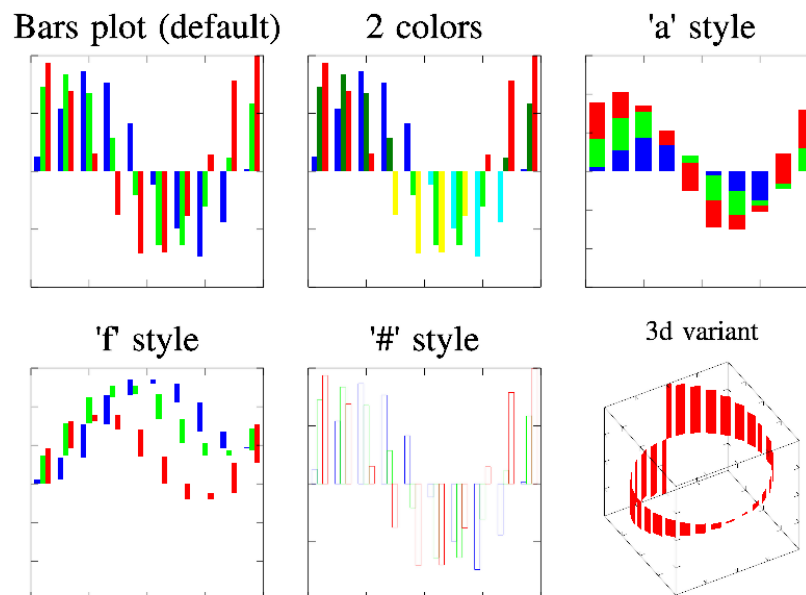 Bars plot (default)
2 colors
'a' style
'f' style
'#' style
3d variant